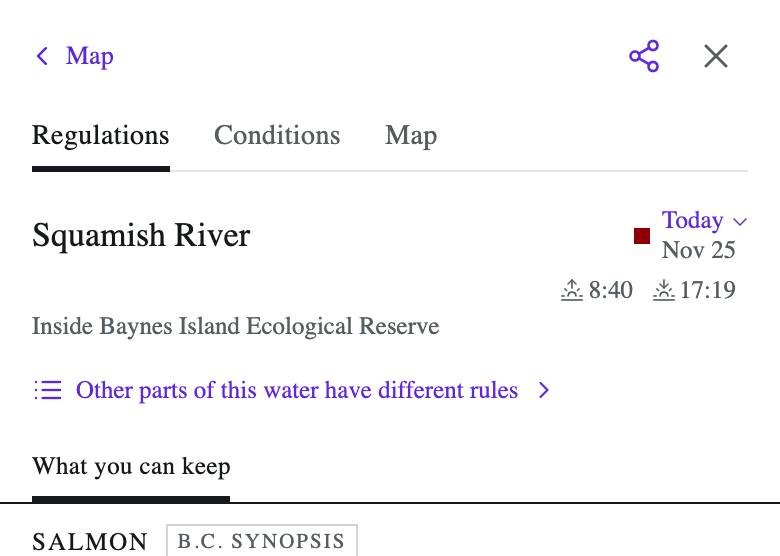 Map
Regulations Conditions Map
Squamish River
Today
Nov 25
8:40 17:19
Inside Baynes Island Ecological Reserve
Other parts of this water have different rules
What you can keep
SALMON B.C. SYNOPSIS